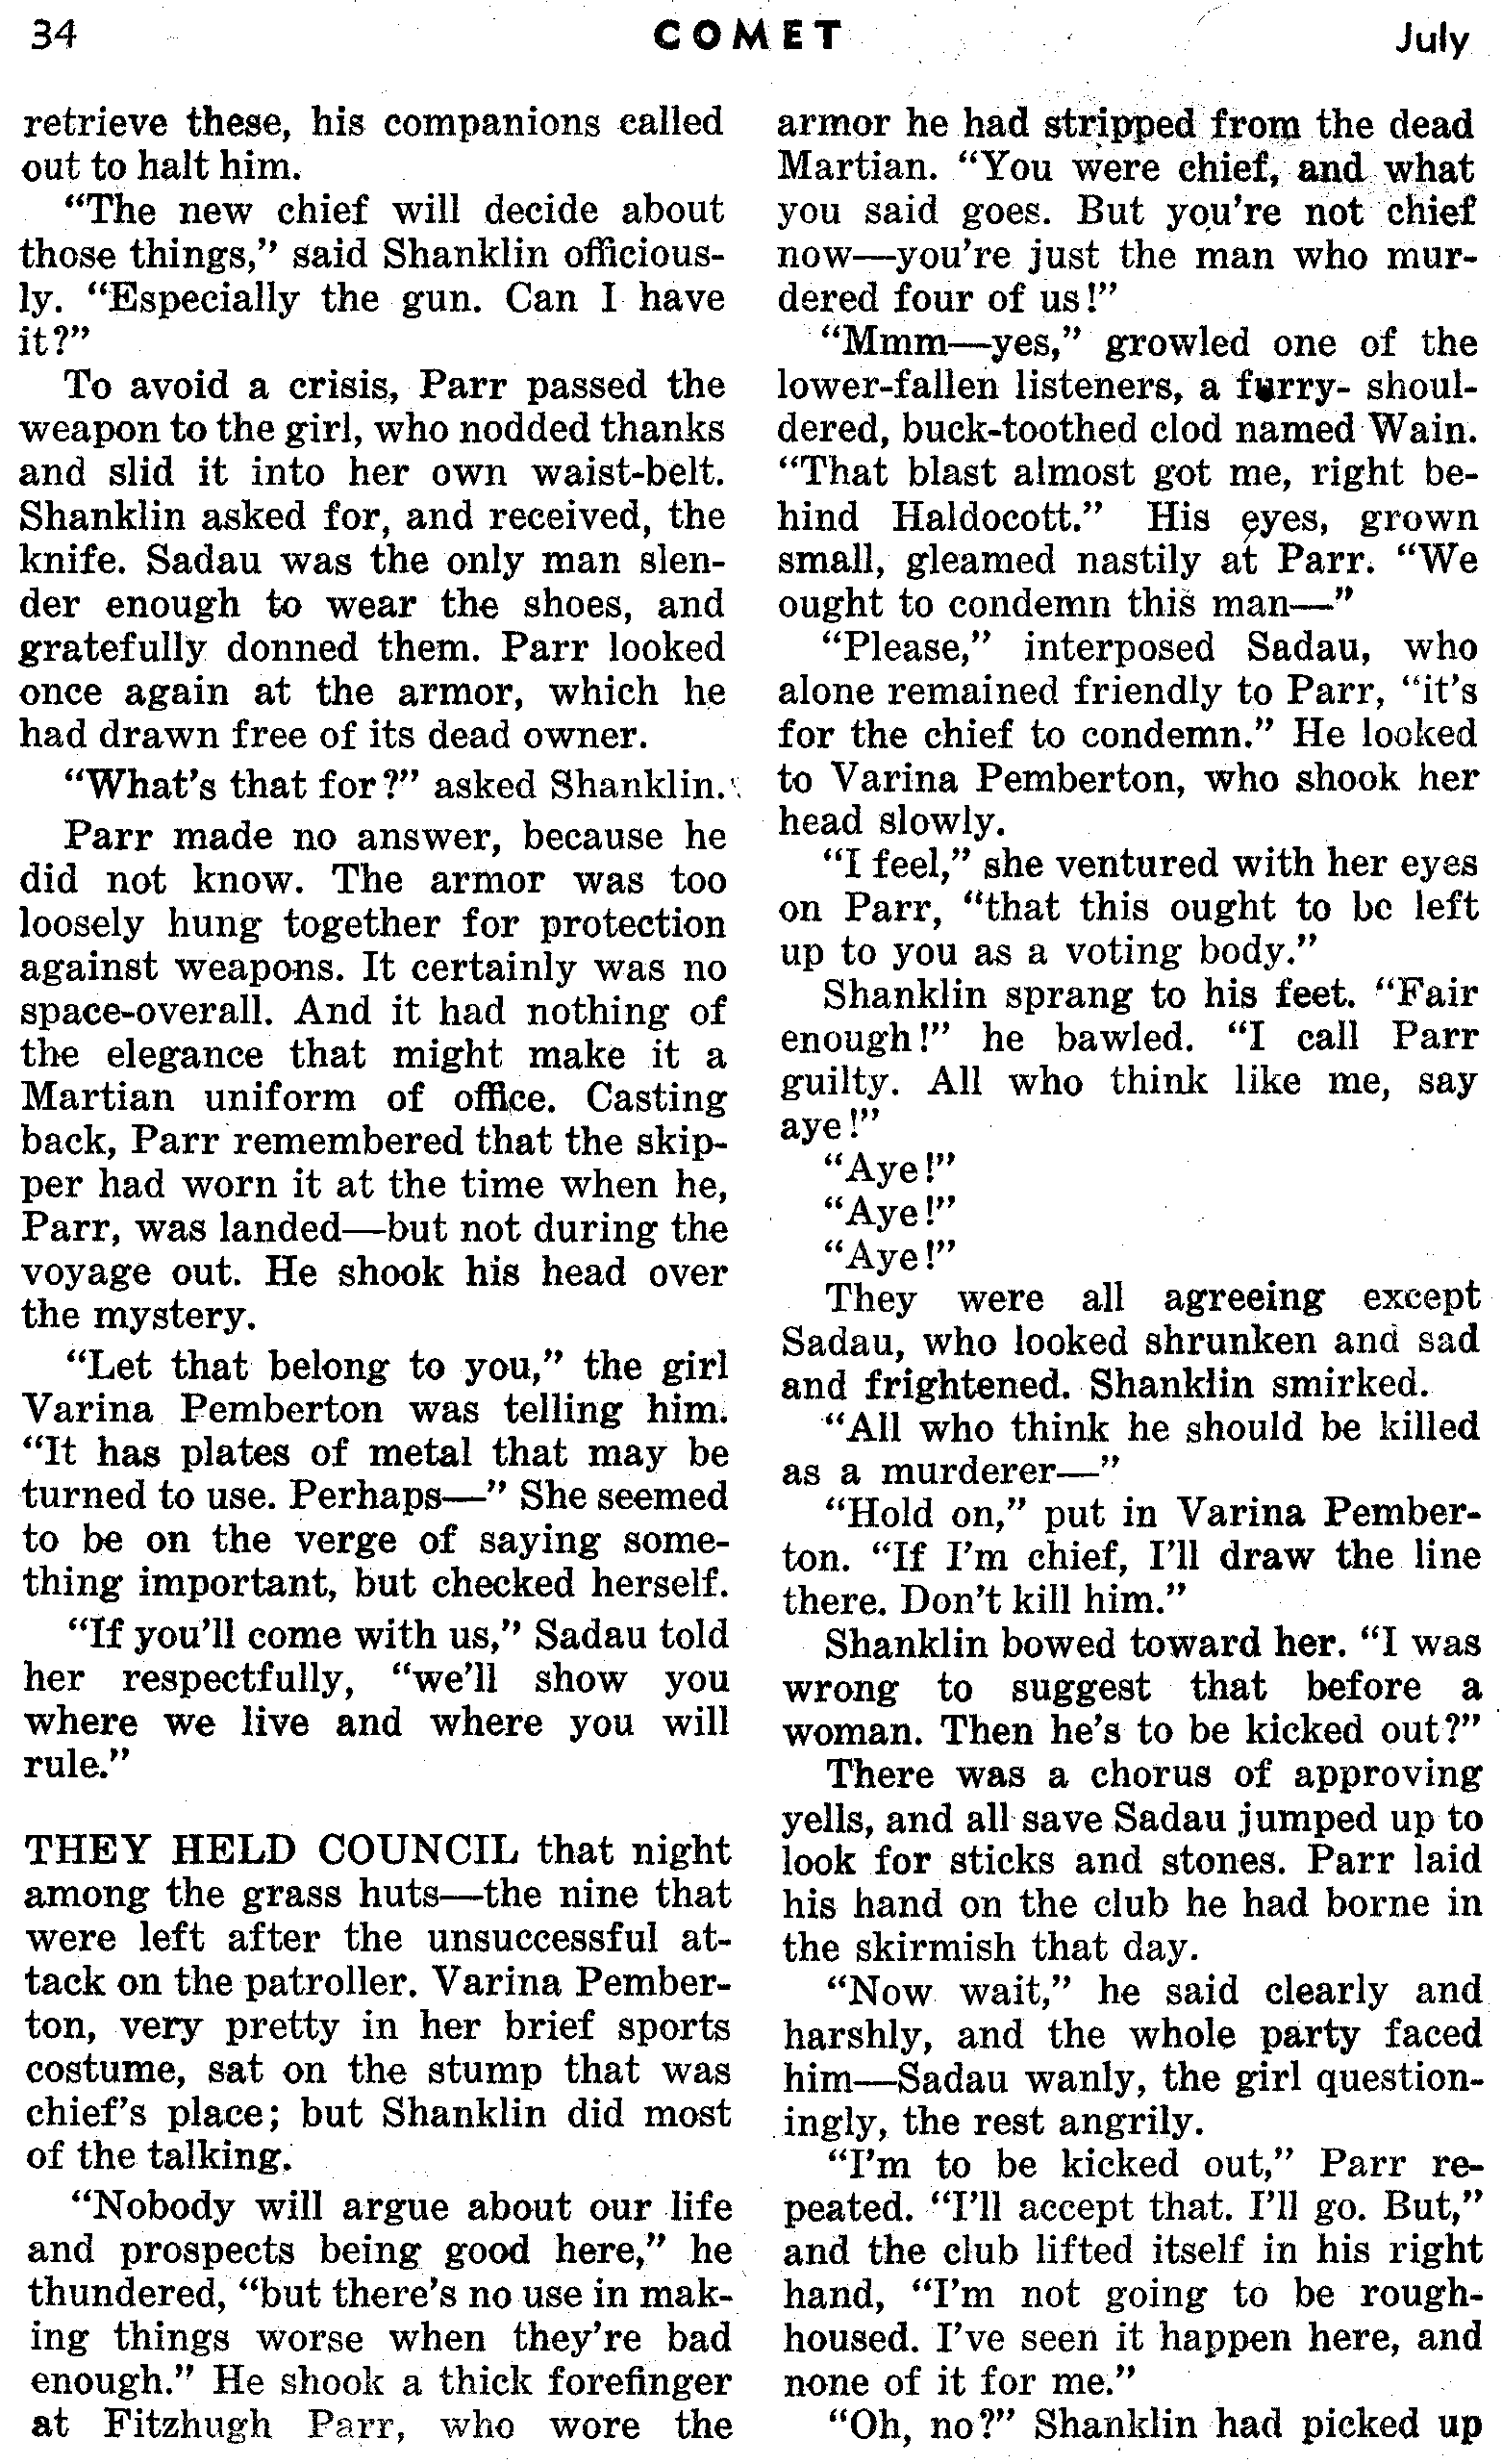 34
COMET
July
retrieve these, his companions called
out to halt him.
“The new chief will decide about
those things,” said Shanklin officious-
ly. “Especially the gun. Can I have
it?”
To avoid a crisis, Parr passed the
weapon to the girl, who nodded thanks
and slid it into her own waist-belt.
Shanklin asked for, and received, the
knife. Sadau was the only man slen-
der enough to wear the shoes, and
gratefully donned them. Parr looked
once again at the armor, which he
had drawn free of its dead owner.
“What's that for?” asked Shanklin.
Parr made no answer, because he
did not know. The armor was too
loosely hung together for protection
against weapons. It certainly was no
space-overall. And it had nothing of
the elegance that might make it a
Martian uniform of office. Casting
back, Parr remembered that the skip-
per had worn it at the time when he,
Parr, was landed—but not during the
voyage out. He shook his head over
the mystery.
“Let that belong to you,” the girl
Varina Pemberton was telling him.
“It has plates of metal that may be
turned to use. Perhaps—” She seemed
to be on the verge of saying some-
thing important, but checked herself.
“If you'll come with us,” Sadau told
her respectfully, “we'll show you
where we live and where you will
rule.”
THEY HELD COUNCIL that night
among the grass huts—the nine that
were left after the unsuccessful at-
tack on the patroller. Varina Pember-
ton, very pretty in her brief sports
costume, sat on the stump that was
chief's place; but Shanklin did most
of the talking.
“Nobody will argue about our life
and prospects being good here,” he
thundered, “but there's no use in mak-
ing things worse when they're bad
enough.” He shook a thick forefinger
at Fitzhugh Parr, who wore the
armor he had stripped from the dead
Martian. “You were chief, and what
you said goes. But you're not chief
now—you're just the man who mur-
dered four of us!”
“Mmm—yes,” growled one of the
lower-fallen listeners, a furry- shoul-
dered, buck-toothed clod named Wain.
“That blast almost got me, right be-
hind Haldocott.” His eyes, grown
small, gleamed nastily at Parr. “We
ought to condemn this man—”
“Please,” interposed Sadau, who
alone remained friendly to Parr, “it's
for the chief to condemn.” He looked
to Varina Pemberton, who shook her
head slowly.
“I feel,” she ventured with her eyes
on Parr, “that this ought to be left
up to you as a voting body.”
Shanklin sprang to his feet. “Fair
enough!” he bawled. “I call Parr
guilty. All who think like me, say
aye!”
“Aye!”
“Aye!”
“Aye!”
They were all agreeing except
Sadau, who looked shrunken and sad
and frightened. Shanklin smirked.
“All who think he should be killed
as a murderer—”
“Hold on,” put in Varina Pember-
ton. “If I'm chief, I'll draw the line
there. Don't kill him.”
Shanklin bowed toward her. “I was
wrong to suggest that before a
woman. Then he's to be kicked out?”
There was a chorus of approving
yells, and all save Sadau jumped up to
look for sticks and stones. Parr laid
his hand on the club he had borne in
the skirmish that day.
“Now wait,” he said clearly and
harshly, and the whole party faced
him—Sadau wanly, the girl question-
ingly, the rest angrily.
“I'm to be kicked out,” Parr re-
peated. “I'll accept that. I'll go. But,”
and the club lifted itself in his right
hand, “I'm not going to be rough-
housed. I've seen it happen here, and
none of it for me.”
“Oh, no?” Shanklin had picked up